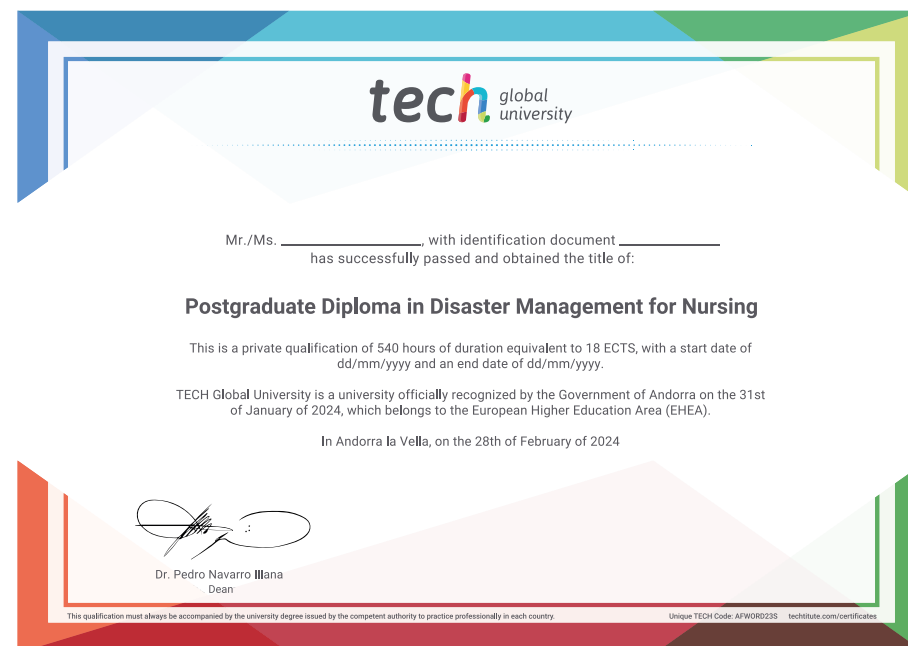 tech global university
Mr./Ms. ____________, with identification document ____________
has successfully passed and obtained the title of:
Postgraduate Diploma in Disaster Management for Nursing
This is a private qualification of 540 hours of duration equivalent to 18 ECTS, with a start date of
dd/mm/yyyy and an end date of dd/mm/yyyy.
TECH Global University is a university officially recognized by the Government of Andorra on the 31st
of January of 2024, which belongs to the European Higher Education Area (EHEA).
In Andorra la Vella, on the 28th of February of 2024
Dr. Pedro Navarro Illana
Dean
This qualification must always be accompanied by the university degree issued by the competent authority to practice professionally in each country.
Unique TECH Code: AFWORD23S techtitute.com/certificates